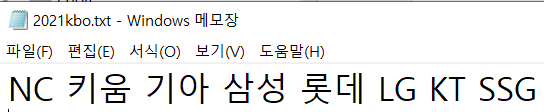 2021kbo.txt - Windows 메모장
파일(F) 편집(E) 서식(O) 보기(V) 도움말(H)
NC 키움 기아 삼성 롯데 LG KT SSG